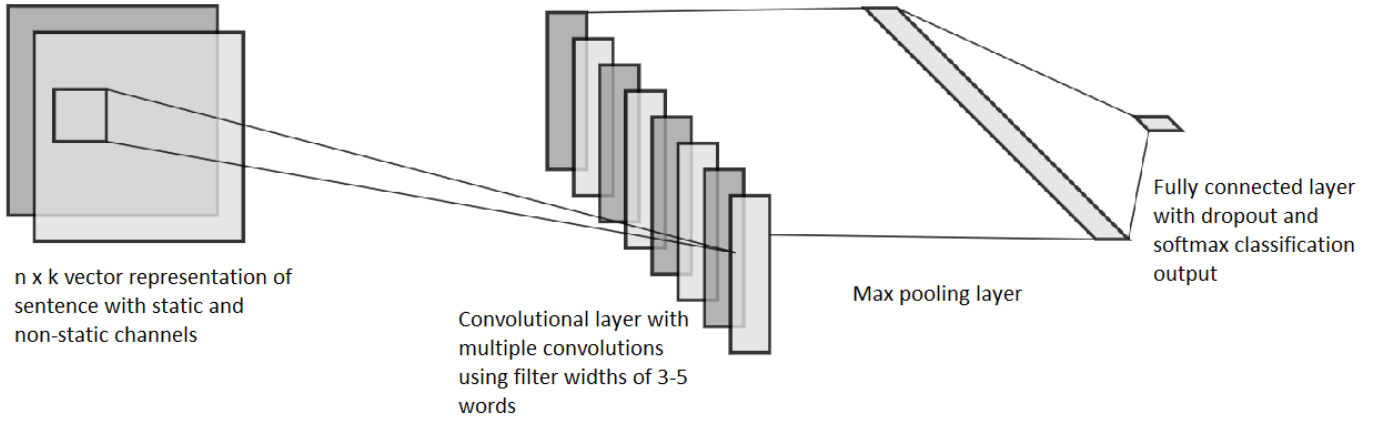 n x k vector representation of
sentence with static and
non-static channels
Convolutional layer with
multiple convolutions
using filter widths of 3-5
words
Max pooling layer
Fully connected layer
with dropout and
softmax classification
output